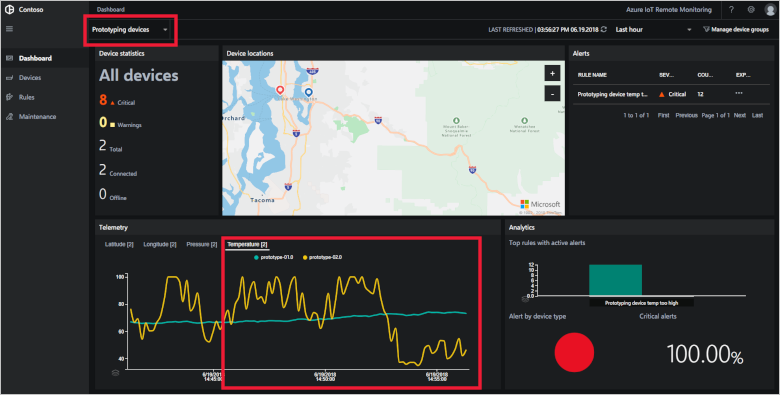 Contoso
Dashboard
Azure IoT Remote Monitoring
?
Prototyping devices
LAST REFRESHED | 03:56:27 PM 06.19.2018
Last hour
Manage device groups
Dashboard
Devices
Rules
Maintenance
Device statistics
All devices
8 Critical
0 Warnings
2 Total
2 Connected
0 Offline
Device locations
+
-
Tacoma
Microsoft
Alerts
RULE NAME
SEV...
COU...
EXP...
Prototyping device temp t...
Critical
12
...
1 to 1 of 1
First
Previous
Page 1 of 1
Next
Last
Telemetry
Latitude [2]
Longitude [2]
Pressure [2]
Temperature [2]
prototype-01.0
prototype-02.0
100
80
60
40
6/19/2018
14:45:00
6/19/2018
14:50:00
6/19/2018
14:55:00
Analytics
Top rules with active alerts
12
Prototyping device temp too high
Alert by device type
Critical alerts
100.00%